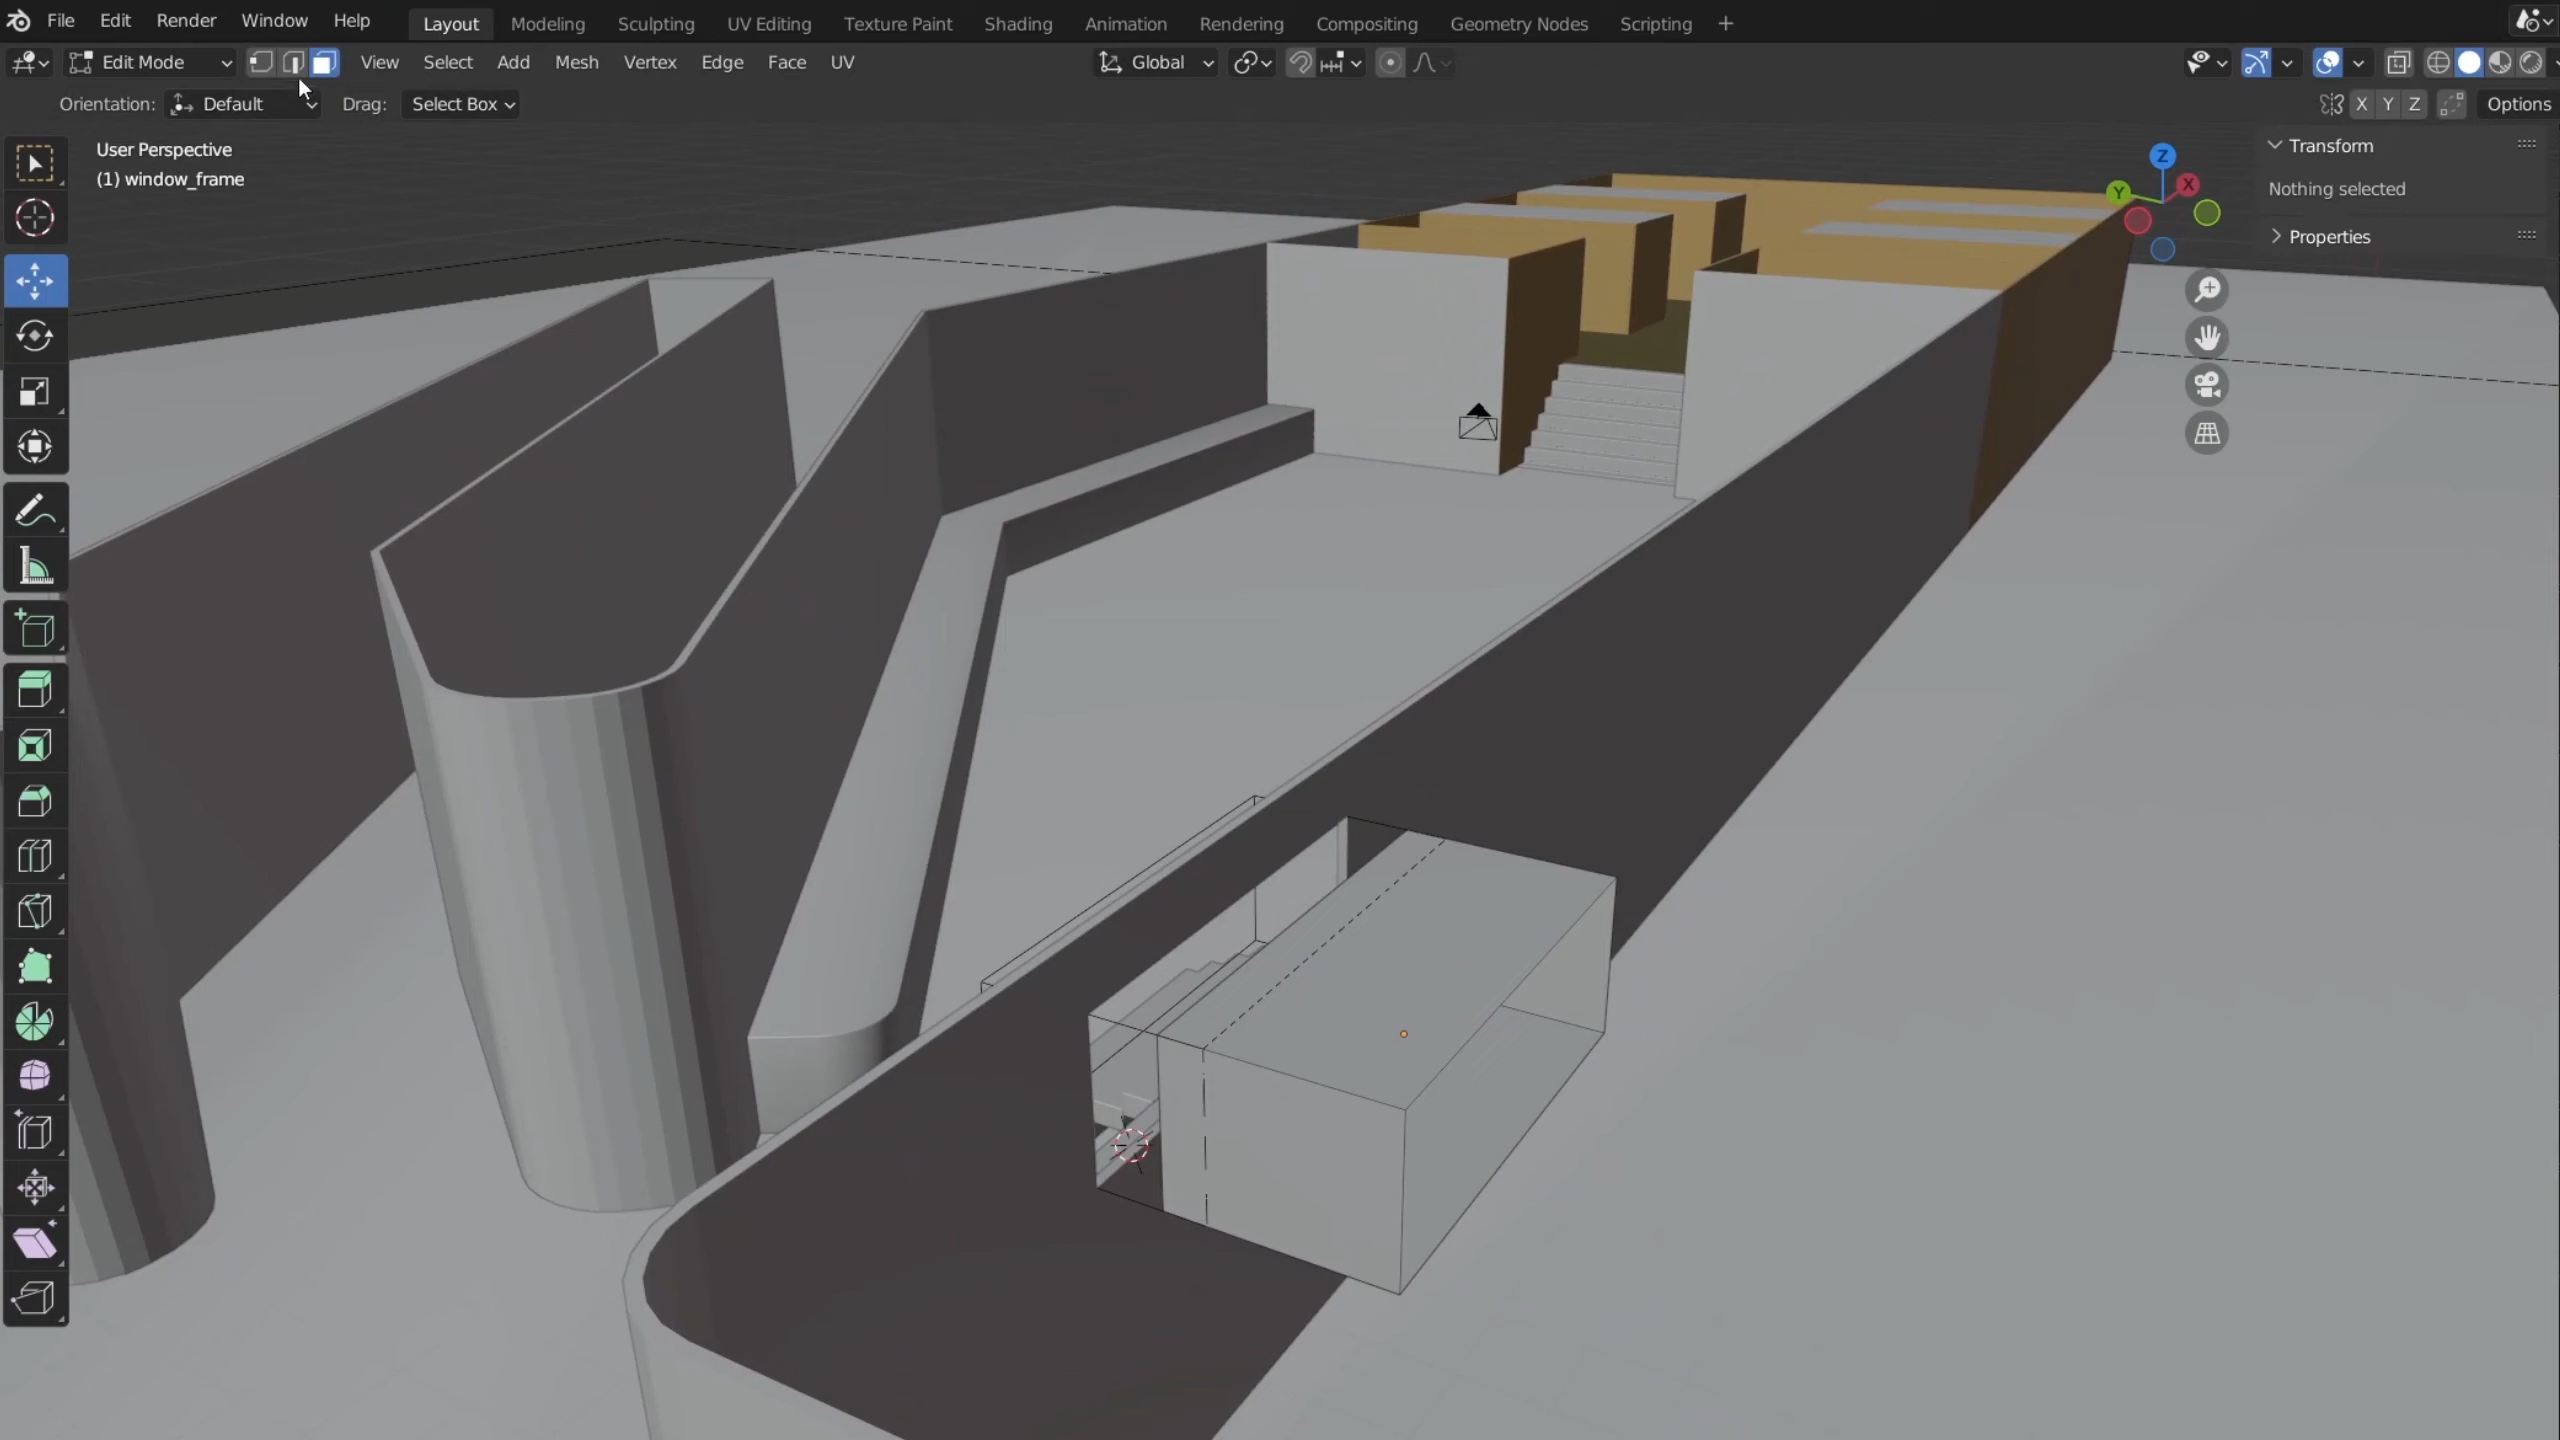 File Edit Render Window Help Layout Modeling Sculpting UV Editing Texture Paint Shading Animation Rendering Compositing Geometry Nodes Scripting +
Edit Mode View Select Add Mesh Vertex Edge Face UV Global
Orientation: Default Drag: Select Box X Y Z Options
User Perspective
(1) window_frame
Z
Y X
Transform
Nothing selected
Properties